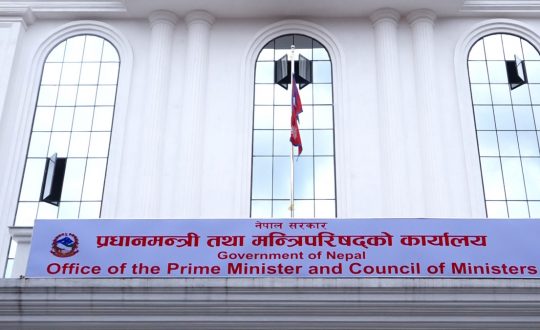 नेपाल सरकार
प्रधानमन्त्री तथा मन्त्रिपरिषद्को कार्यालय
Government of Nepal
Office of the Prime Minister and Council of Ministers